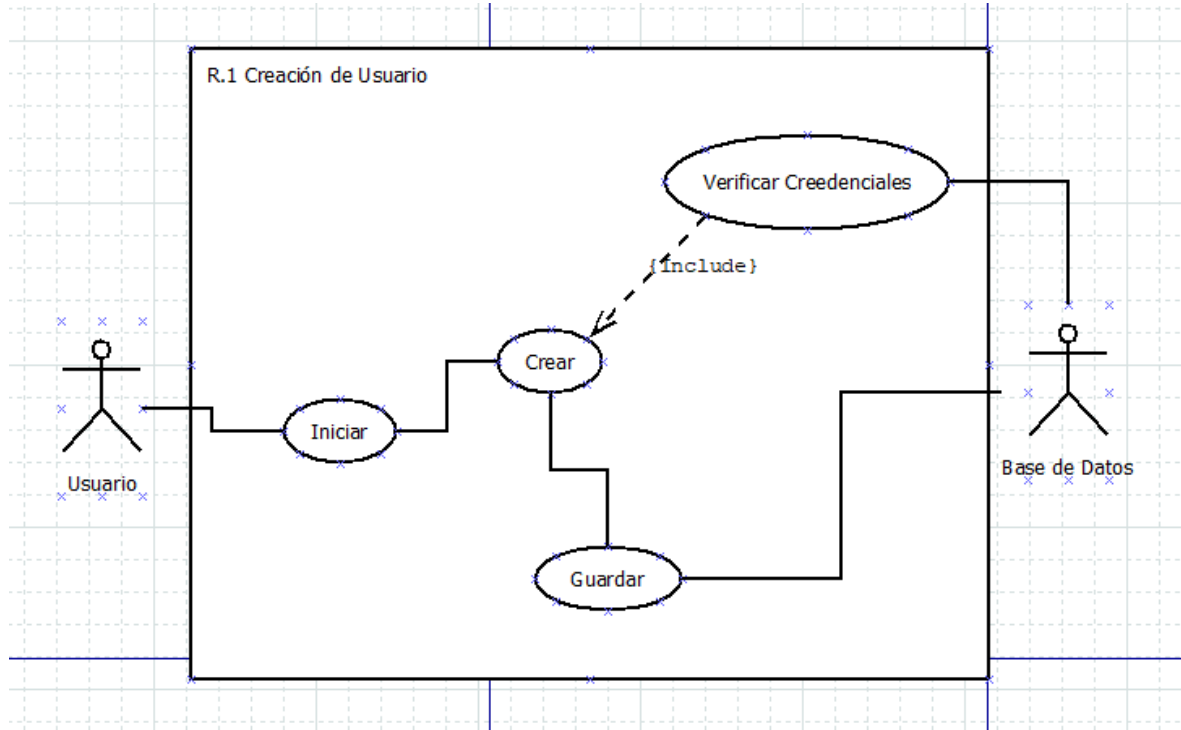 R.1 Creación de Usuario
Verificar Creedenciales
{include}
Crear
Iniciar
Usuario
Base de Datos
Guardar